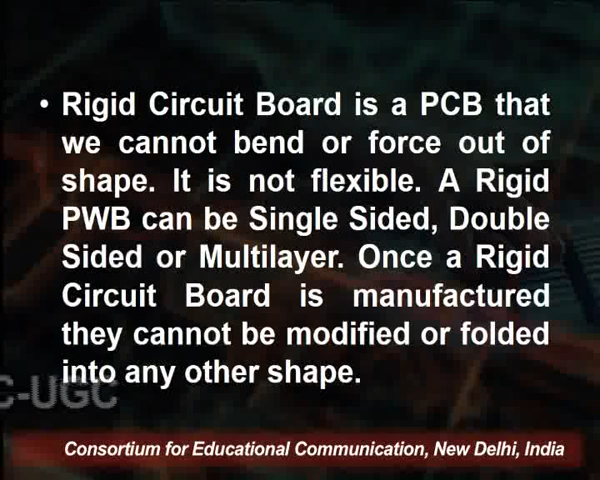 • Rigid Circuit Board is a PCB that
we cannot bend or force out of
shape. It is not flexible. A Rigid
PWB can be Single Sided, Double
Sided or Multilayer. Once a Rigid
Circuit Board is manufactured
they cannot be modified or folded
into any other shape.
C-UGC
Consortium for Educational Communication, New Delhi, India